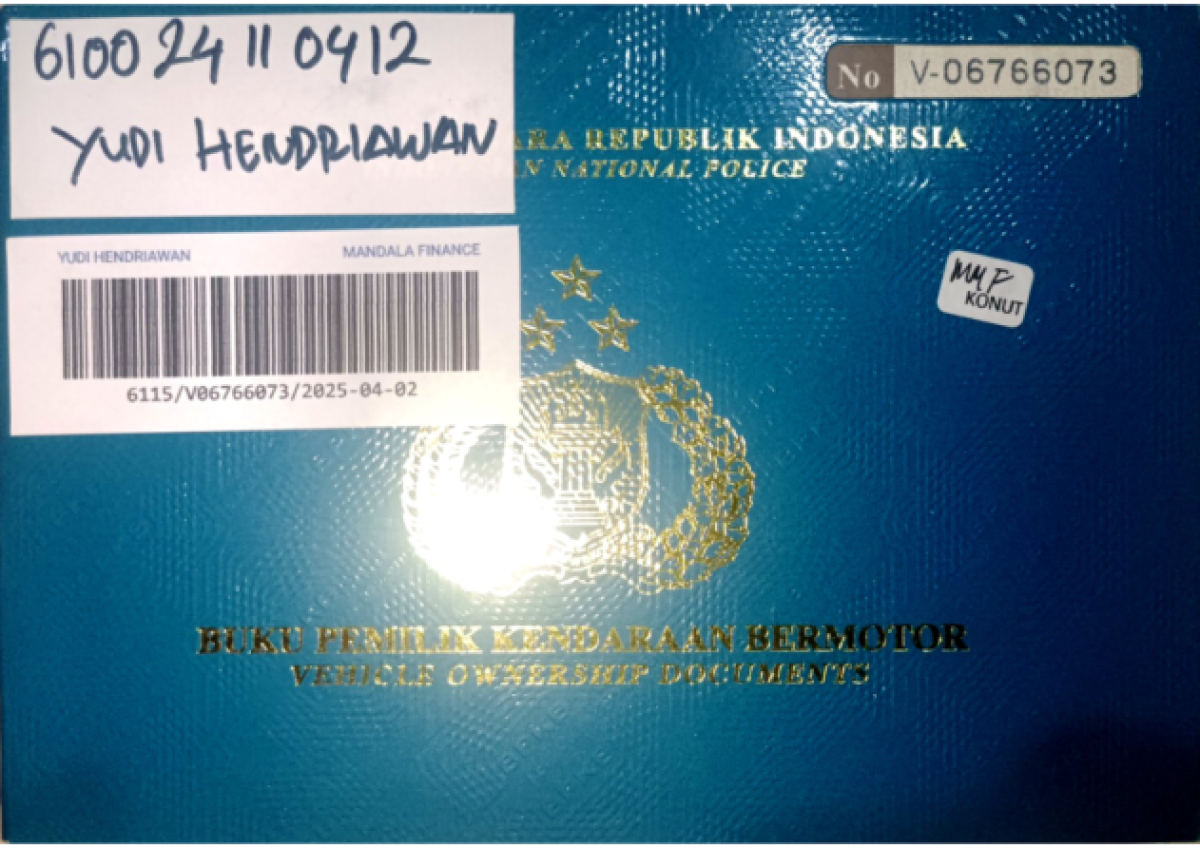 6100 24 11 0412
YUDI HENDRIAWAN
No V-06766073
ARA REPUBLIK INDONESIA
AN NATIONAL POLICE
YUDI HENDRIAWAN MANDALA FINANCE
6115/V06766073/2025-04-02
KONUT
BUKU PEMILIK KENDARAAN BERMOTOR
VEHICLE OWNERSHIP DOCUMENTS